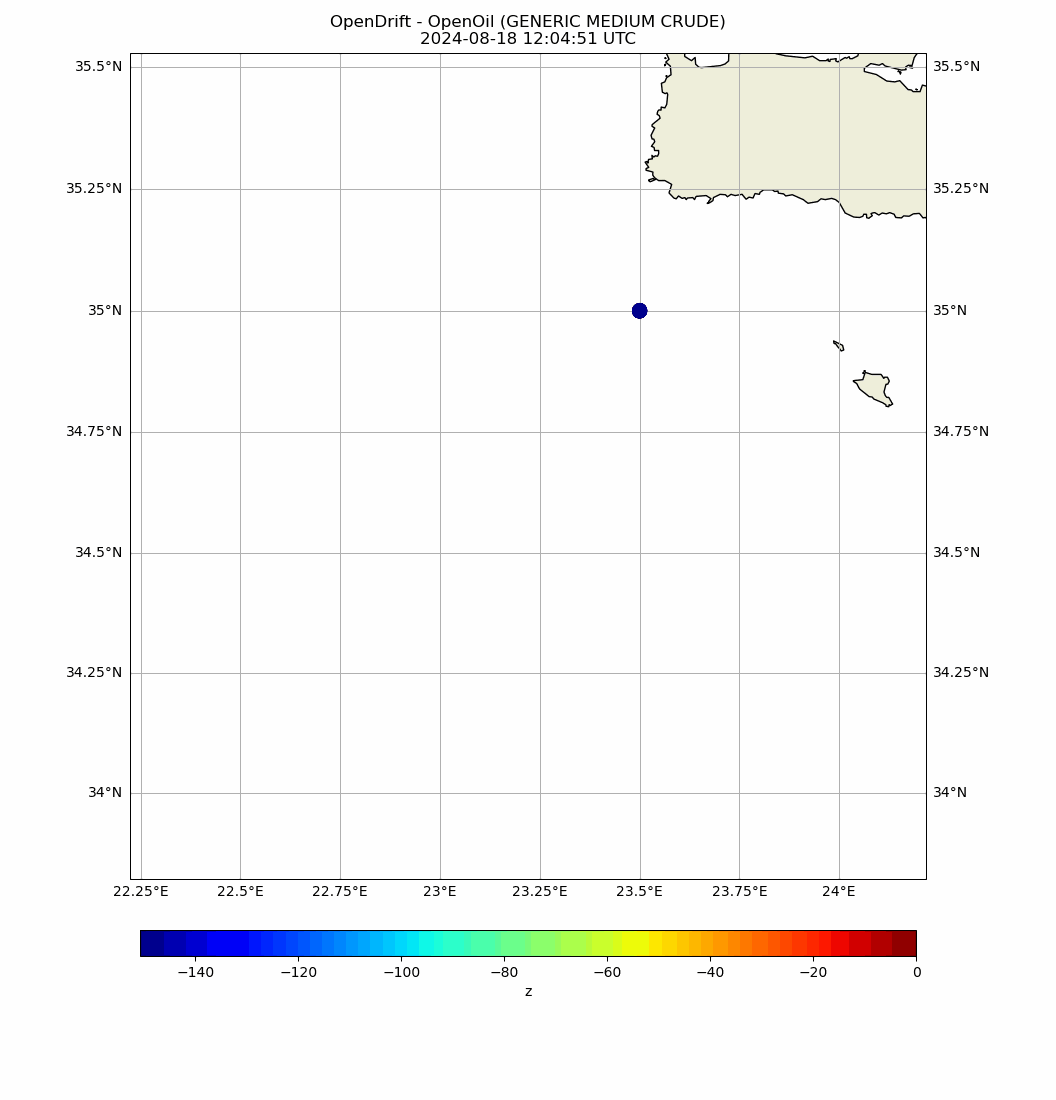 OpenDrift - OpenOil (GENERIC MEDIUM CRUDE)
2024-08-18 12:04:51 UTC
35.5°N 35.5°N
35.25°N 35.25°N
35°N 35°N
34.75°N 34.75°N
34.5°N 34.5°N
34.25°N 34.25°N
34°N 34°N
22.25°E 22.5°E 22.75°E 23°E 23.25°E 23.5°E 23.75°E 24°E
−140 −120 −100 −80 −60 −40 −20 0
z